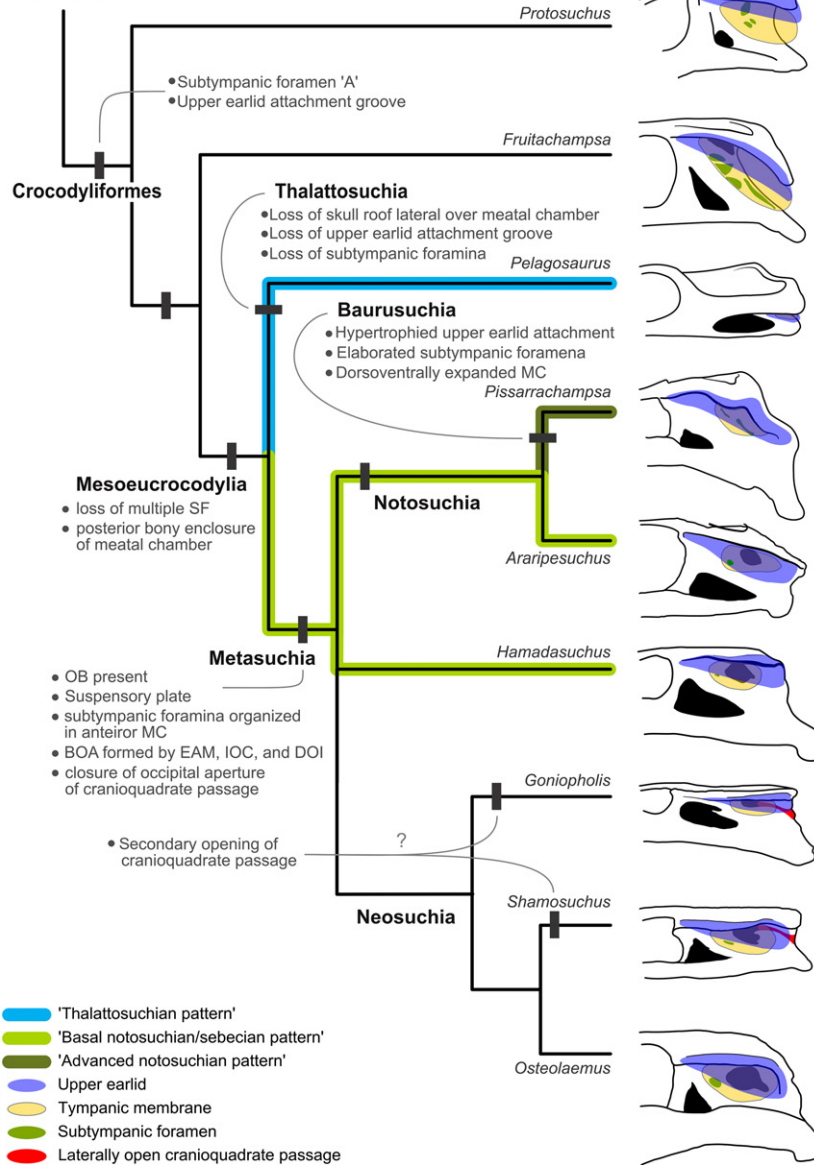 Protosuchus
●Subtympanic foramen 'A'
●Upper earlid attachment groove
Fruitachampsa
Crocodyliformes
Thalattosuchia
●Loss of skull roof lateral over meatal chamber
●Loss of upper earlid attachment groove
●Loss of subtympanic foramina
Pelagosaurus
Baurusuchia
●Hypertrophied upper earlid attachment
●Elaborated subtympanic foramena
●Dorsoventrally expanded MC
Pissarrachampsa
Mesoeucrocodylia
● loss of multiple SF
● posterior bony enclosure
of meatal chamber
Notosuchia
Araripesuchus
Hamadasuchus
Metasuchia
● OB present
● Suspensory plate
● subtympanic foramina organized
in anteiror MC
● BOA formed by EAM, IOC, and DOI
● closure of occipital aperture
of cranioquadrate passage
Goniopholis
● Secondary opening of
cranioquadrate passage
?
Shamosuchus
Neosuchia
Osteolaemus
'Thalattosuchian pattern'
'Basal notosuchian/sebecian pattern'
'Advanced notosuchian pattern'
Upper earlid
Tympanic membrane
Subtympanic foramen
Laterally open cranioquadrate passage